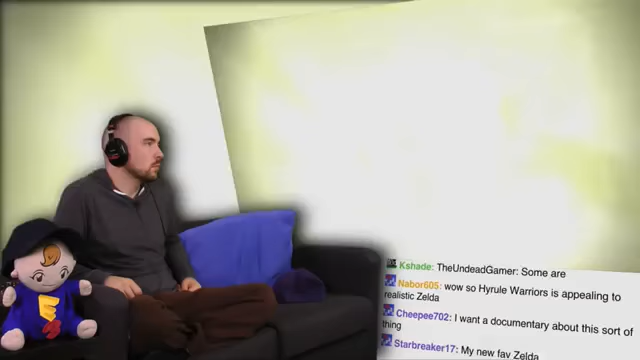 Kshade: TheUndeadGamer: Some are
Nabor605: wow so Hyrule Warriors is appealing to
realistic Zelda
Cheepee702: I want a documentary about this sort of
thing
Starbreaker17: My new fav Zelda
E3